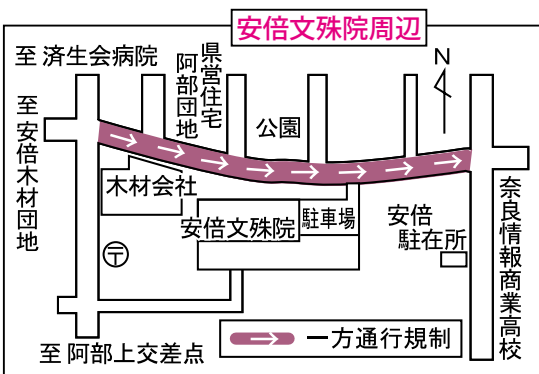 安倍文殊院周辺
至 済生会病院
県営住宅
阿部団地
公園
N
至 安倍木材団地
木材会社
安倍文殊院
駐車場
安倍
駐在所
〒
奈良情報商業高校
至 阿部上交差点
一方通行規制